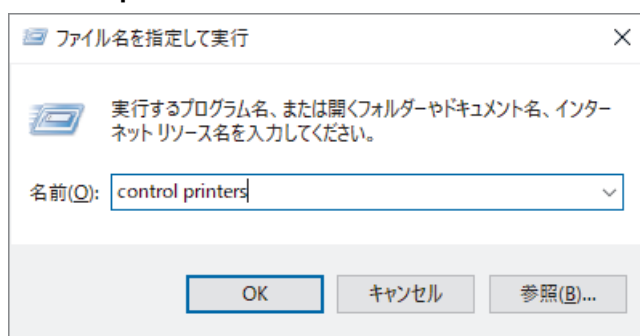 ファイル名を指定して実行
実行するプログラム名、または開くフォルダーやドキュメント名、インター
ネット リソース名を入力してください。
名前(O): control printers
OK キャンセル 参照(B)...